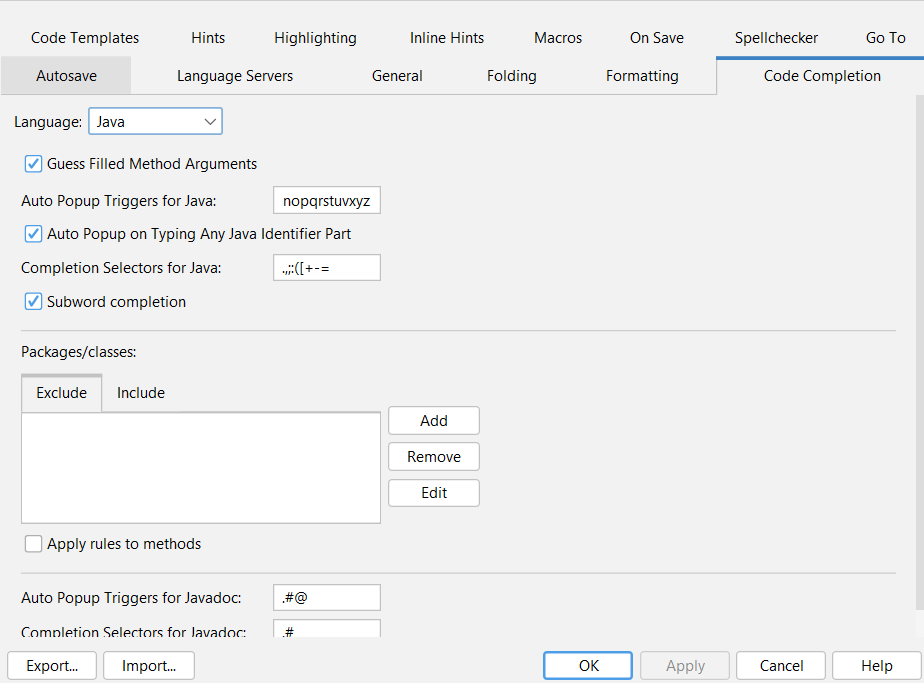 Code Templates Hints Highlighting Inline Hints Macros On Save Spellchecker Go To
Autosave Language Servers General Folding Formatting Code Completion
Language: Java
Guess Filled Method Arguments
Auto Popup Triggers for Java: nopqrstuvxyz
Auto Popup on Typing Any Java Identifier Part
Completion Selectors for Java: .,;:([+-=
Subword completion
Packages/classes:
Exclude Include
Add
Remove
Edit
Apply rules to methods
Auto Popup Triggers for Javadoc: .#@
Completion Selectors for Javadoc: .#
Export... Import... OK Apply Cancel Help